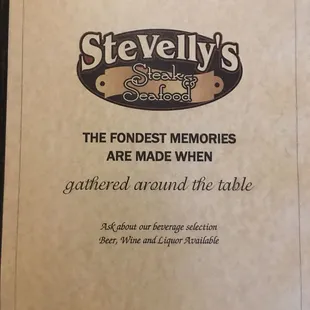 SteVelly's
Steak &
Seafood
THE FONDEST MEMORIES
ARE MADE WHEN
gathered around the table
Ask about our beverage selection
Beer, Wine and Liquor Available